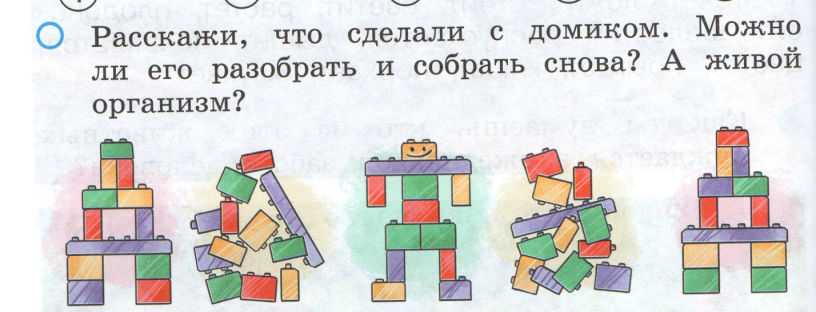 Расскажи, что сделали с домиком. Можно
ли его разобрать и собрать снова? А живой
организм?